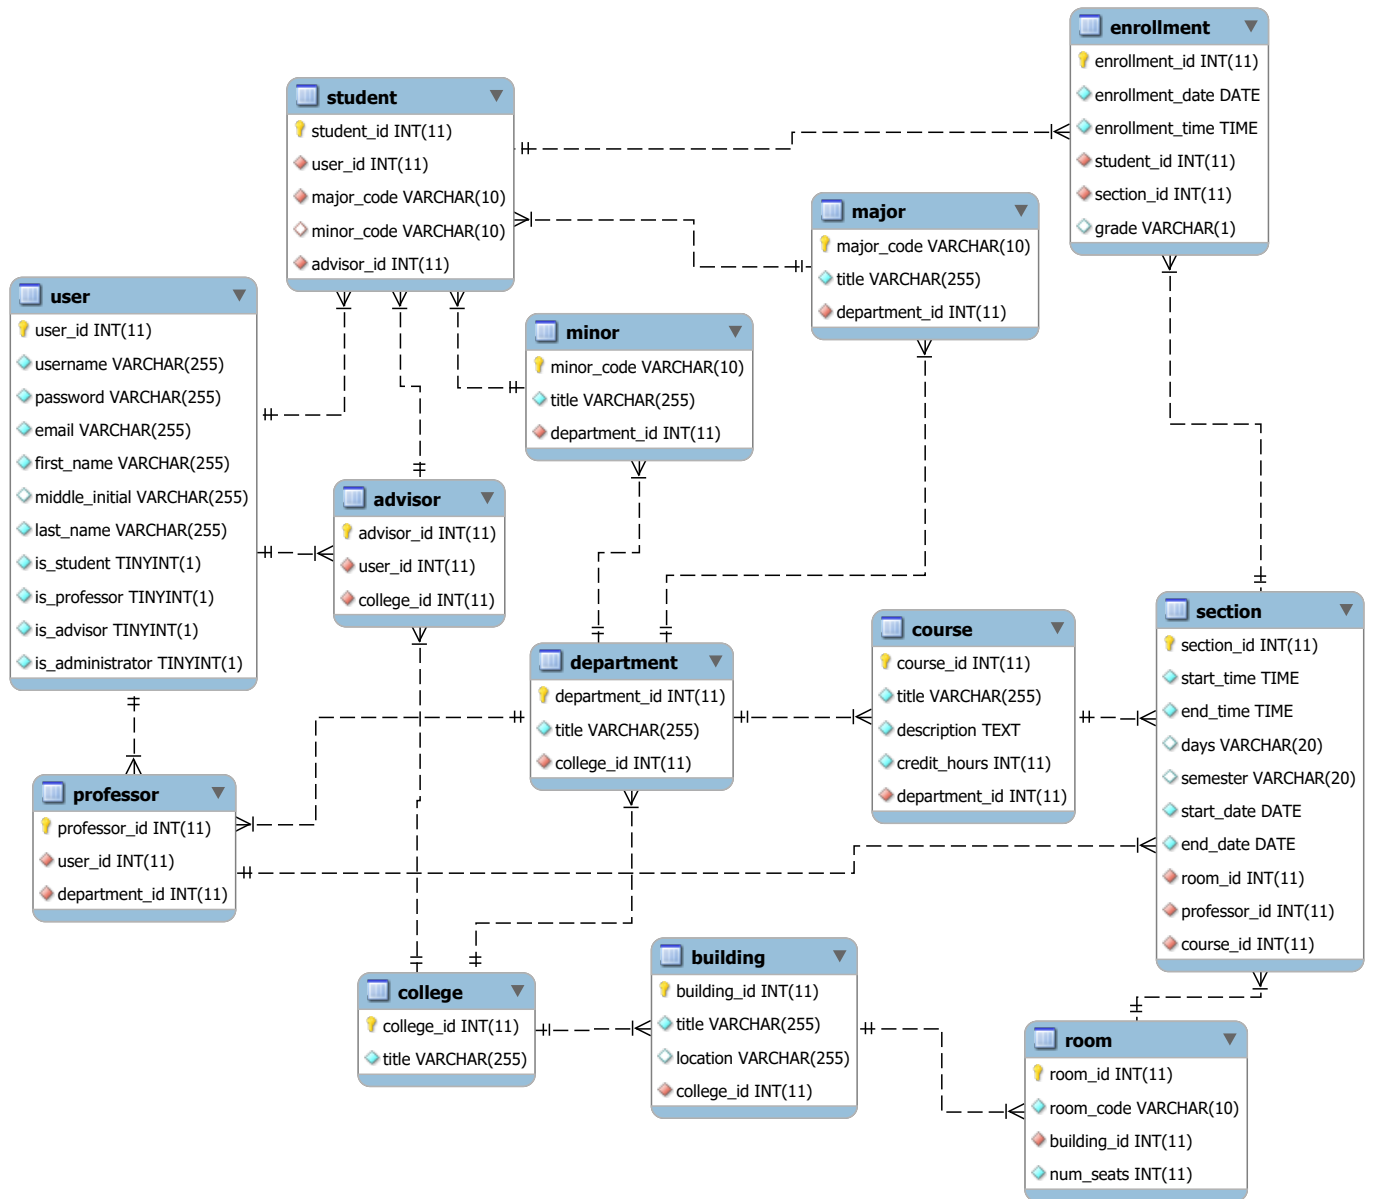 enrollment
enrollment_id INT(11)
enrollment_date DATE
enrollment_time TIME
student_id INT(11)
section_id INT(11)
grade VARCHAR(1)
student
student_id INT(11)
user_id INT(11)
major_code VARCHAR(10)
minor_code VARCHAR(10)
advisor_id INT(11)
major
major_code VARCHAR(10)
title VARCHAR(255)
department_id INT(11)
user
user_id INT(11)
username VARCHAR(255)
password VARCHAR(255)
email VARCHAR(255)
first_name VARCHAR(255)
middle_initial VARCHAR(255)
last_name VARCHAR(255)
is_student TINYINT(1)
is_professor TINYINT(1)
is_advisor TINYINT(1)
is_administrator TINYINT(1)
minor
minor_code VARCHAR(10)
title VARCHAR(255)
department_id INT(11)
advisor
advisor_id INT(11)
user_id INT(11)
college_id INT(11)
department
department_id INT(11)
title VARCHAR(255)
college_id INT(11)
course
course_id INT(11)
title VARCHAR(255)
description TEXT
credit_hours INT(11)
department_id INT(11)
section
section_id INT(11)
start_time TIME
end_time TIME
days VARCHAR(20)
semester VARCHAR(20)
start_date DATE
end_date DATE
room_id INT(11)
professor_id INT(11)
course_id INT(11)
professor
professor_id INT(11)
user_id INT(11)
department_id INT(11)
college
college_id INT(11)
title VARCHAR(255)
building
building_id INT(11)
title VARCHAR(255)
location VARCHAR(255)
college_id INT(11)
room
room_id INT(11)
room_code VARCHAR(10)
building_id INT(11)
num_seats INT(11)